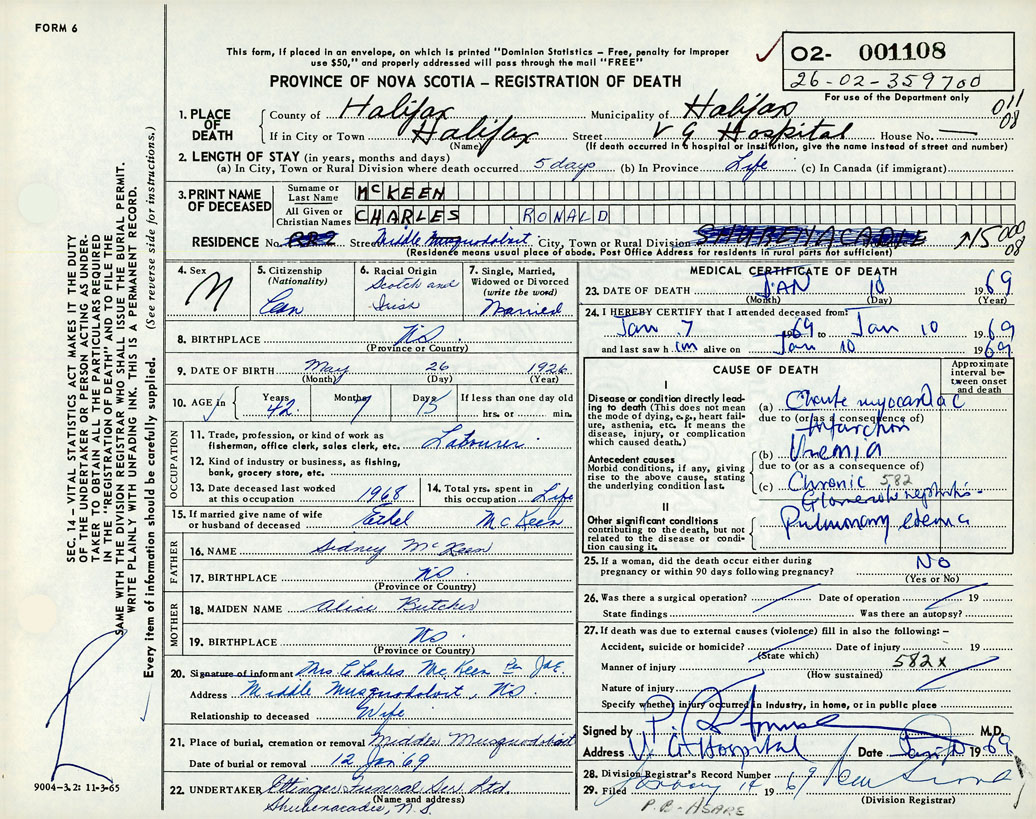 FORM 6
This form, if placed in an envelope, on which is printed "Dominion Statistics – Free, penalty for improper
use $50," and properly addressed will pass through the mail "FREE"
PROVINCE OF NOVA SCOTIA – REGISTRATION OF DEATH
02- 001108
26-02-359700
For use of the Department only
011
08
1. PLACE OF DEATH
County of Halifax Municipality of Halifax
If in City or Town Halifax Street V G Hospital House No. —
(Name) (If death occurred in a hospital or institution, give the name instead of street and number)
2. LENGTH OF STAY (in years, months and days)
(a) In City, Town or Rural Division where death occurred 5 days (b) In Province Life (c) In Canada (if immigrant)
3. PRINT NAME OF DECEASED
Surname or Last Name McKEEN
All Given or Christian Names CHARLES RONALD
RESIDENCE No. RR2 Street Middle Musquodoboit City, Town or Rural Division SHUBENACADIE
000
08
(Residence means usual place of abode. Post Office Address for residents in rural parts not sufficient)
4. Sex M
5. Citizenship (Nationality) Can
6. Racial Origin Scotch and Irish
7. Single, Married, Widowed or Divorced (write the word) Married
8. BIRTHPLACE NS
(Province or Country)
9. DATE OF BIRTH May 26 1926
(Month) (Day) (Year)
10. AGE in Years 42 Months 7 Days 15 If less than one day old hrs. or min.
OCCUPATION
11. Trade, profession, or kind of work as
fisherman, office clerk, sales clerk, etc. Labourer
12. Kind of industry or business, as fishing,
bank, grocery store, etc.
13. Date deceased last worked at this occupation 1968
14. Total yrs. spent in this occupation Life
15. If married give name of wife
or husband of deceased Ethel McKeen
FATHER
16. NAME Sidney McKeen
17. BIRTHPLACE NS
(Province or Country)
MOTHER
18. MAIDEN NAME Alice Butcher
19. BIRTHPLACE NS
(Province or Country)
20. Signature of informant Mrs Charles McKeen Per
Address Middle Musquodoboit, NS.
Relationship to deceased Wife
21. Place of burial, cremation or removal Middle Musquodoboit
Date of burial or removal 12 Jan 69
22. UNDERTAKER Ettinger Funeral Ser Ltd.
(Name and address)
Shubenacadie, N.S.
MEDICAL CERTIFICATE OF DEATH
23. DATE OF DEATH JAN 10 1969
(Month) (Day) (Year)
24. I HEREBY CERTIFY that I attended deceased from
Jan 7 1969 to Jan 10 1969
and last saw him alive on Jan 10 1969
CAUSE OF DEATH
Approximate interval between onset and death
I
Disease or condition directly leading to death (This does not mean the mode of dying, e.g., heart failure, asthenia, etc. It means the disease, injury, or complication which caused death.)
(a) Acute myocardiac
due to (or as a consequence of)
Infarction
Antecedent causes
Morbid conditions, if any, giving rise to the above cause, stating the underlying condition last.
(b) Uremia
due to (or as a consequence of)
(c) Chronic 582
Glomerulonephritis
II
Other significant conditions
contributing to the death, but not related to the disease or condition causing it.
Pulmonary edema
25. If a woman, did the death occur either during
pregnancy or within 90 days following pregnancy? No
(Yes or No)
26. Was there a surgical operation? Date of operation 19
State findings Was there an autopsy?
27. If death was due to external causes (violence) fill in also the following: –
Accident, suicide or homicide? Date of injury 19
(State which)
Manner of injury 582 x
(How sustained)
Nature of injury
Specify whether injury occurred in industry, in home, or in public place
Signed by M.D.
Address V. G Hospital Date Jan 10 1969
28. Division Registrar's Record Number
29. Filed 14 1969
(Division Registrar)
P.B-ASARE
SEC. 14, VITAL STATISTICS ACT MAKES IT THE DUTY
OF THE UNDERTAKER OR PERSON ACTING AS UNDER-
TAKER TO OBTAIN ALL THE PARTICULARS REQUIRED
IN THE "REGISTRATION OF DEATH" AND TO FILE THE
SAME WITH THE DIVISION REGISTRAR WHO SHALL ISSUE THE BURIAL PERMIT.
WRITE PLAINLY WITH UNFADING INK. THIS IS A PERMANENT RECORD.
Every item of information should be carefully supplied. (See reverse side for instructions.)
9004-3.2: 11-3-65